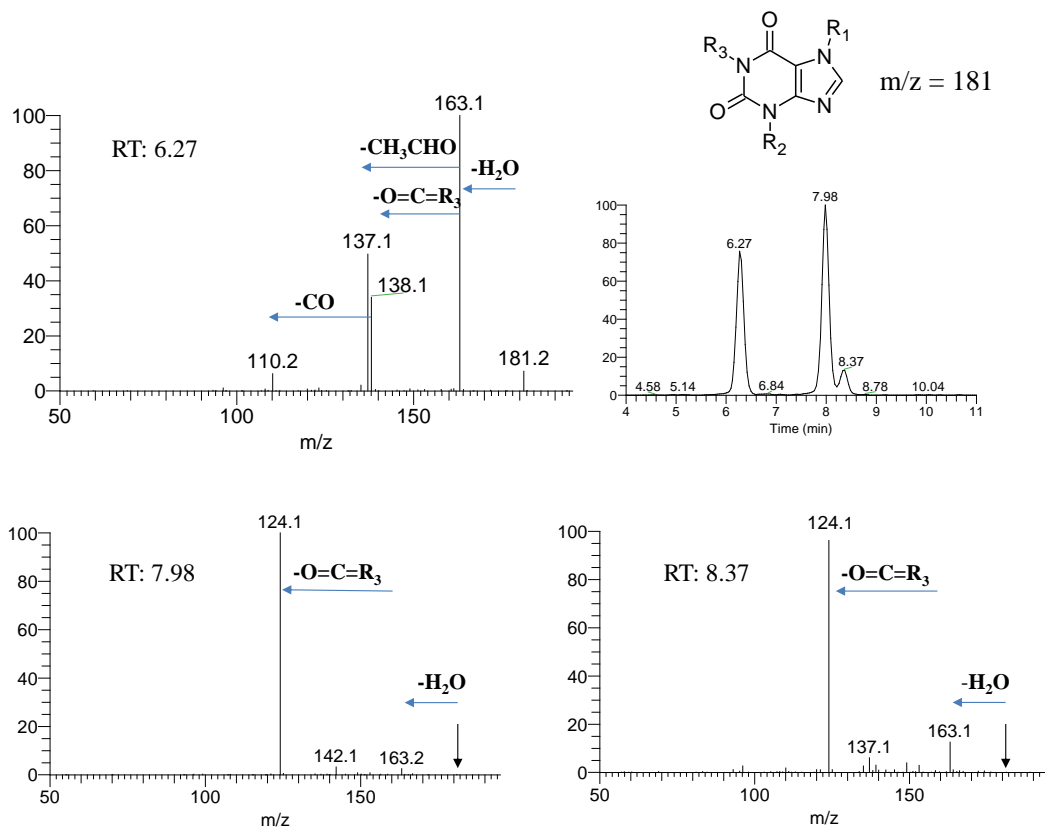 O
R1
R3
N
N
m/z = 181
O
N
N
R2
100
80
60
40
20
0
RT: 6.27
163.1
-CH3CHO
-H2O
-O=C=R3
137.1
138.1
-CO
110.2
181.2
50
100
150
m/z
100
80
60
40
20
0
7.98
6.27
4.58
5.14
6.84
8.37
8.78
10.04
4
5
6
7
8
9
10
11
Time (min)
100
80
60
40
20
0
124.1
RT: 7.98
-O=C=R3
-H2O
142.1
163.2
50
100
150
m/z
100
80
60
40
20
0
124.1
RT: 8.37
-O=C=R3
-H2O
137.1
163.1
50
100
150
m/z